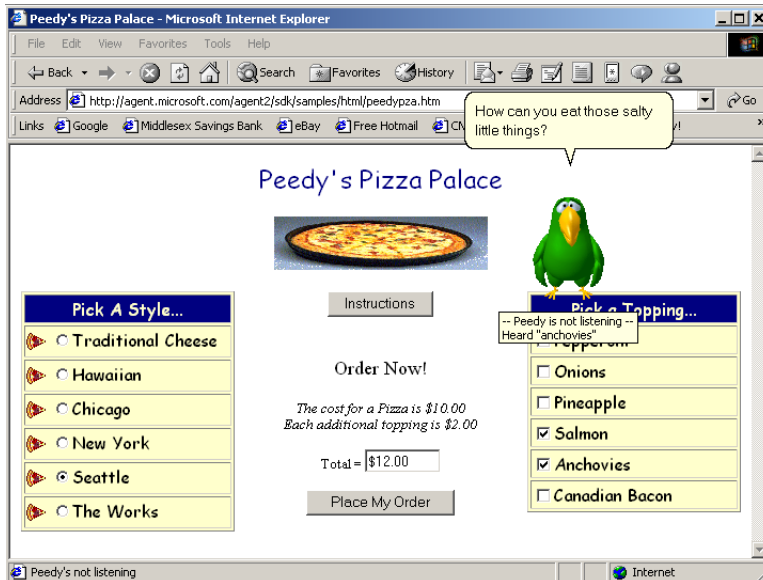 Peedy's Pizza Palace - Microsoft Internet Explorer
File Edit View Favorites Tools Help
Back Search Favorites History
Address http://agent.microsoft.com/agent2/sdk/samples/html/peedypza.htm Go
Links Google Middlesex Savings Bank eBay Free Hotmail
How can you eat those salty
little things?
Peedy's Pizza Palace
Instructions
Pick A Style...
Traditional Cheese
Hawaiian
Chicago
New York
Seattle
The Works
Order Now!
The cost for a Pizza is $10.00
Each additional topping is $2.00
Total = $12.00
Place My Order
Pick a Topping...
-- Peedy is not listening --
Heard "anchovies"
Pepperoni
Onions
Pineapple
Salmon
Anchovies
Canadian Bacon
Peedy's not listening
Internet